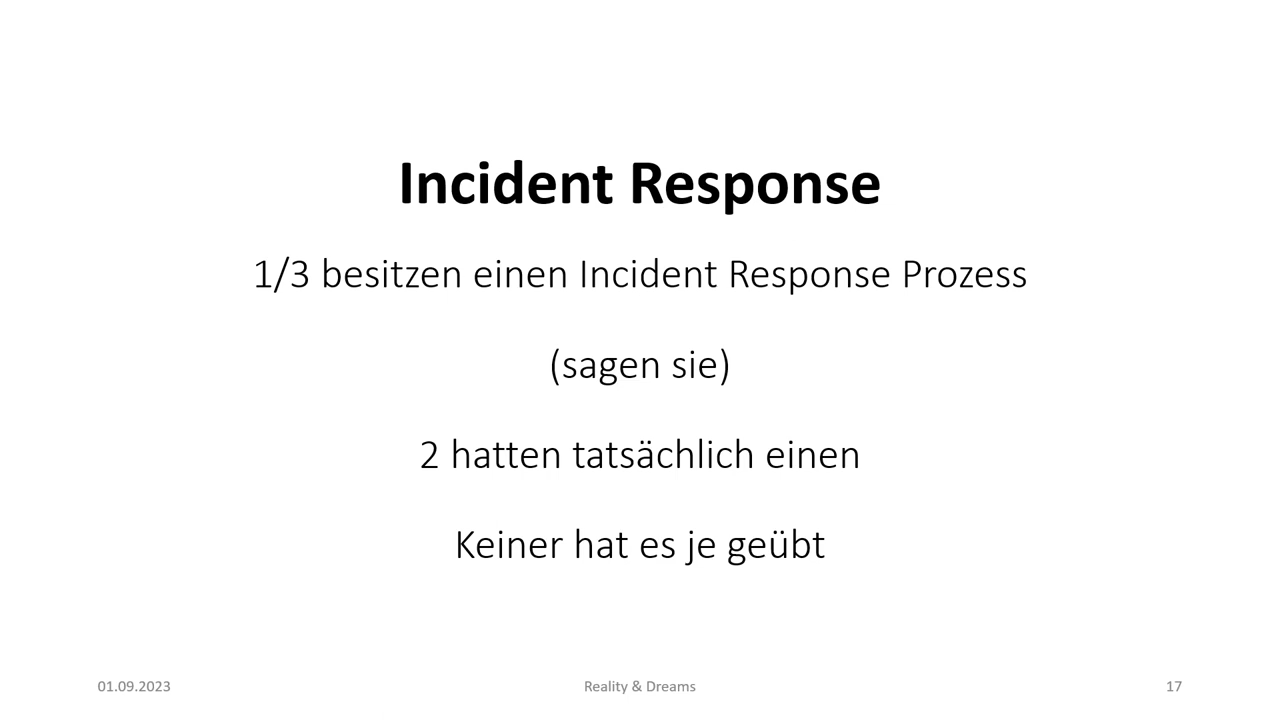 Incident Response
1/3 besitzen einen Incident Response Prozess
(sagen sie)
2 hatten tatsächlich einen
Keiner hat es je geübt
01.09.2023
Reality & Dreams
17